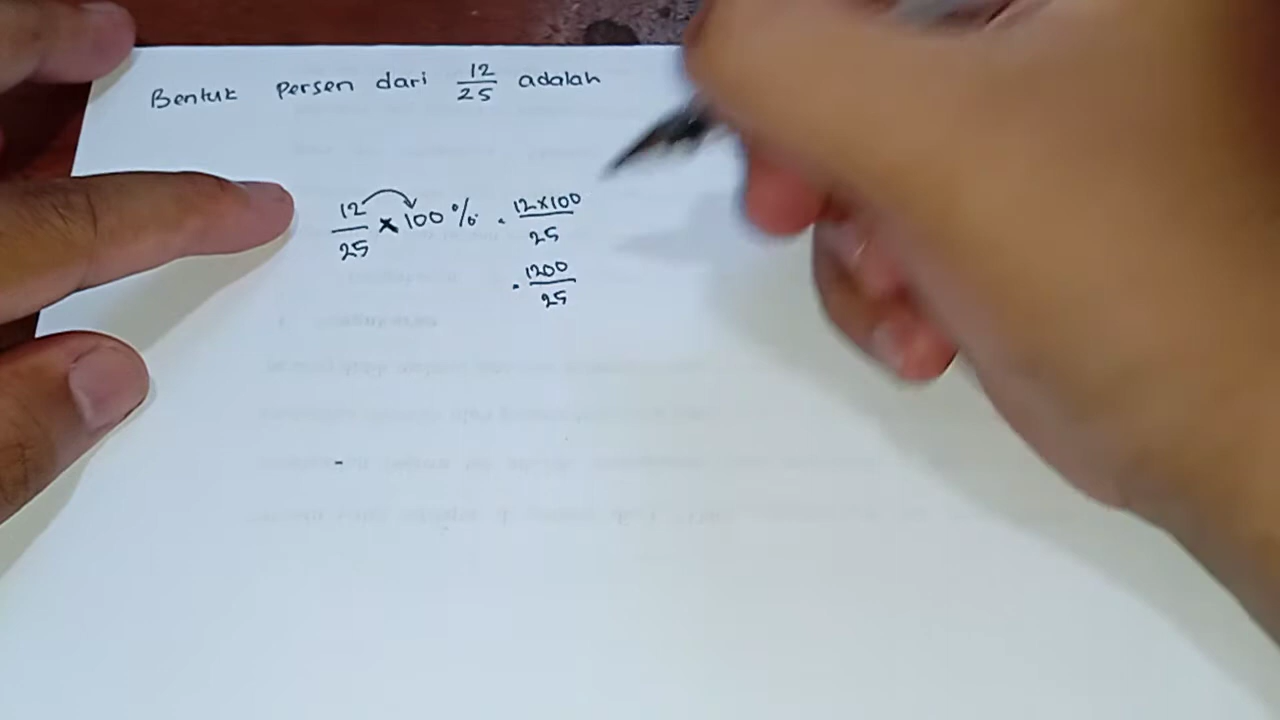 Bentuk persen dari 12/25 adalah
12/25 × 100 % = 12×100/25
= 1200/25